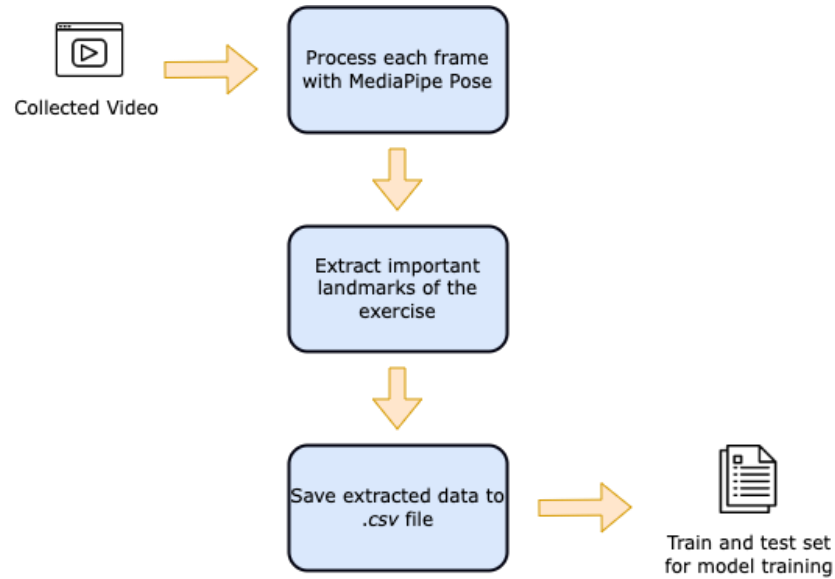 Collected Video
Process each frame
with MediaPipe Pose
Extract important
landmarks of the
exercise
Save extracted data to
.csv file
Train and test set
for model training